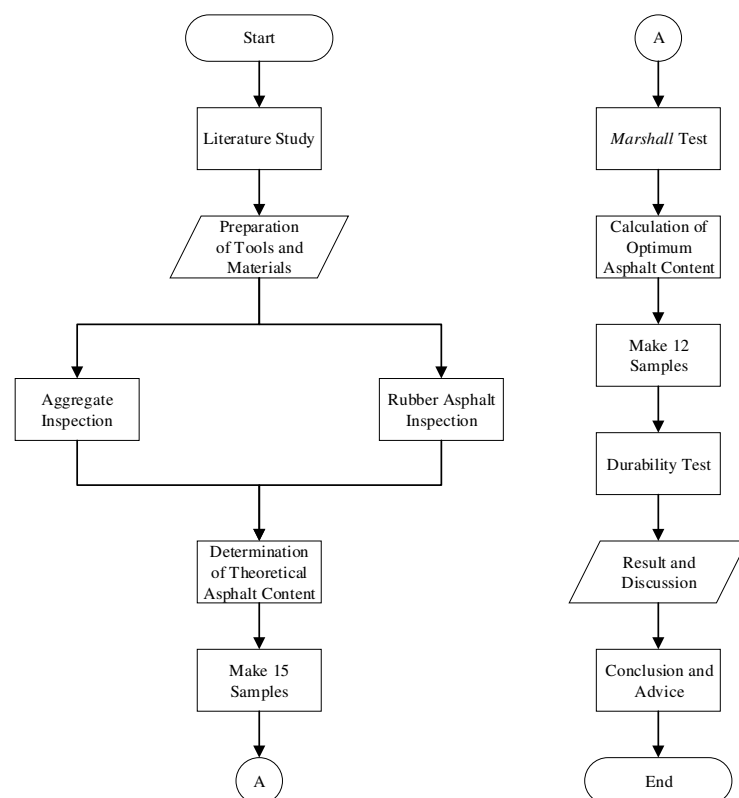 Start
Literature Study
Preparation
of Tools and
Materials
Aggregate
Inspection
Rubber Asphalt
Inspection
Determination
of Theoretical
Asphalt Content
Make 15
Samples
A
A
Marshall Test
Calculation of
Optimum
Asphalt Content
Make 12
Samples
Durability Test
Result and
Discussion
Conclusion and
Advice
End